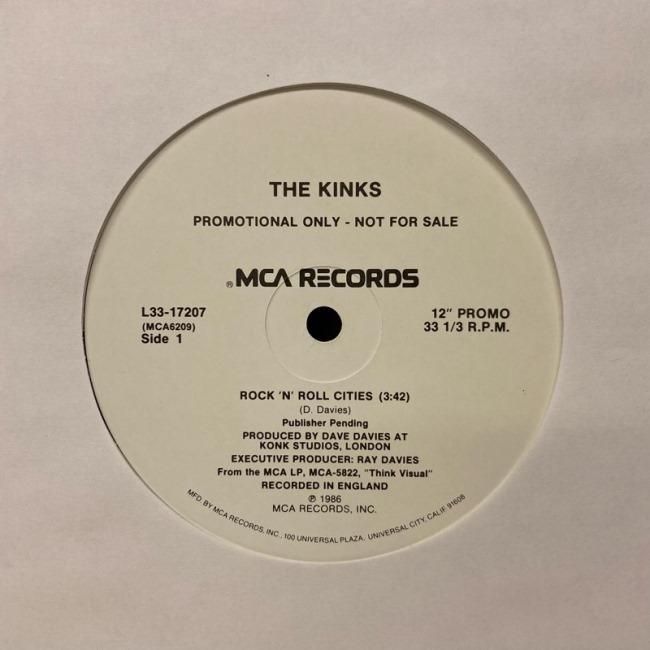 THE KINKS
PROMOTIONAL ONLY - NOT FOR SALE
® MCA RECORDS
L33-17207
(MCA6209)
Side 1
12" PROMO
33 1/3 R.P.M.
ROCK 'N' ROLL CITIES (3:42)
(D. Davies)
Publisher Pending
PRODUCED BY DAVE DAVIES AT
KONK STUDIOS, LONDON
EXECUTIVE PRODUCER: RAY DAVIES
From the MCA LP, MCA-5822, "Think Visual"
RECORDED IN ENGLAND
℗ 1986
MCA RECORDS, INC.
MFD. BY MCA RECORDS, INC., 100 UNIVERSAL PLAZA, UNIVERSAL CITY, CALIF 91608